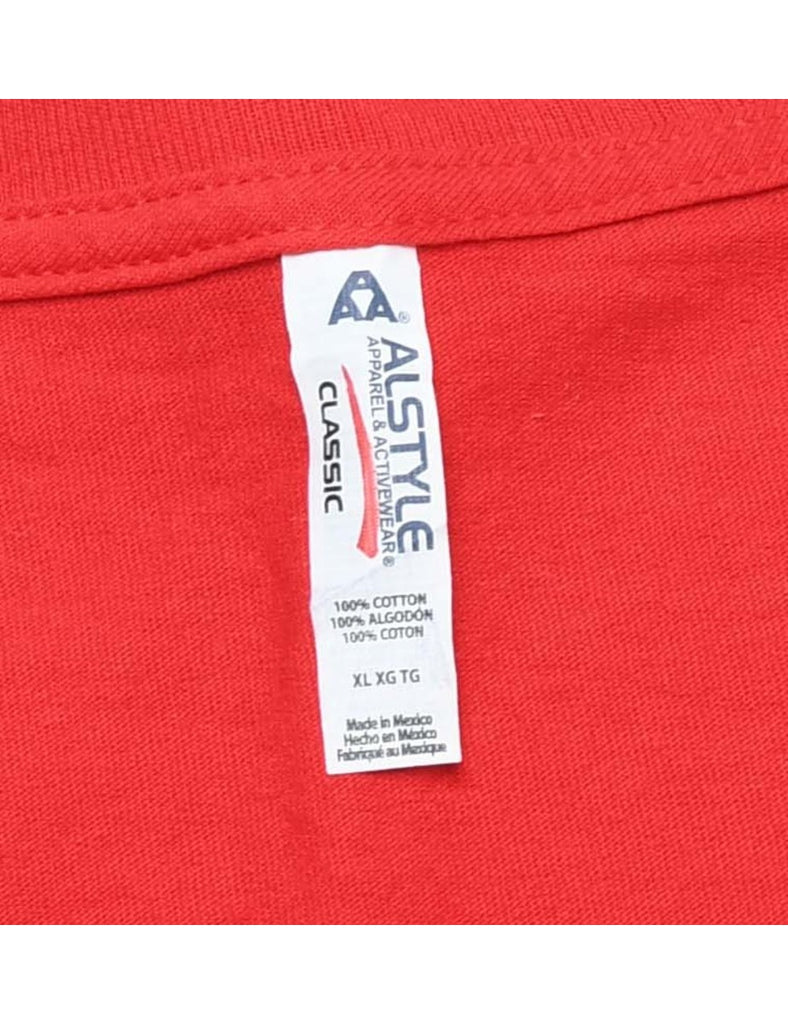 AA®
ALSTYLE
APPAREL & ACTIVEWEAR®
CLASSIC
100% COTTON
100% ALGODÓN
100% COTON
XL XG TG
Made in Mexico
Hecho en México
Fabriqué au Mexique